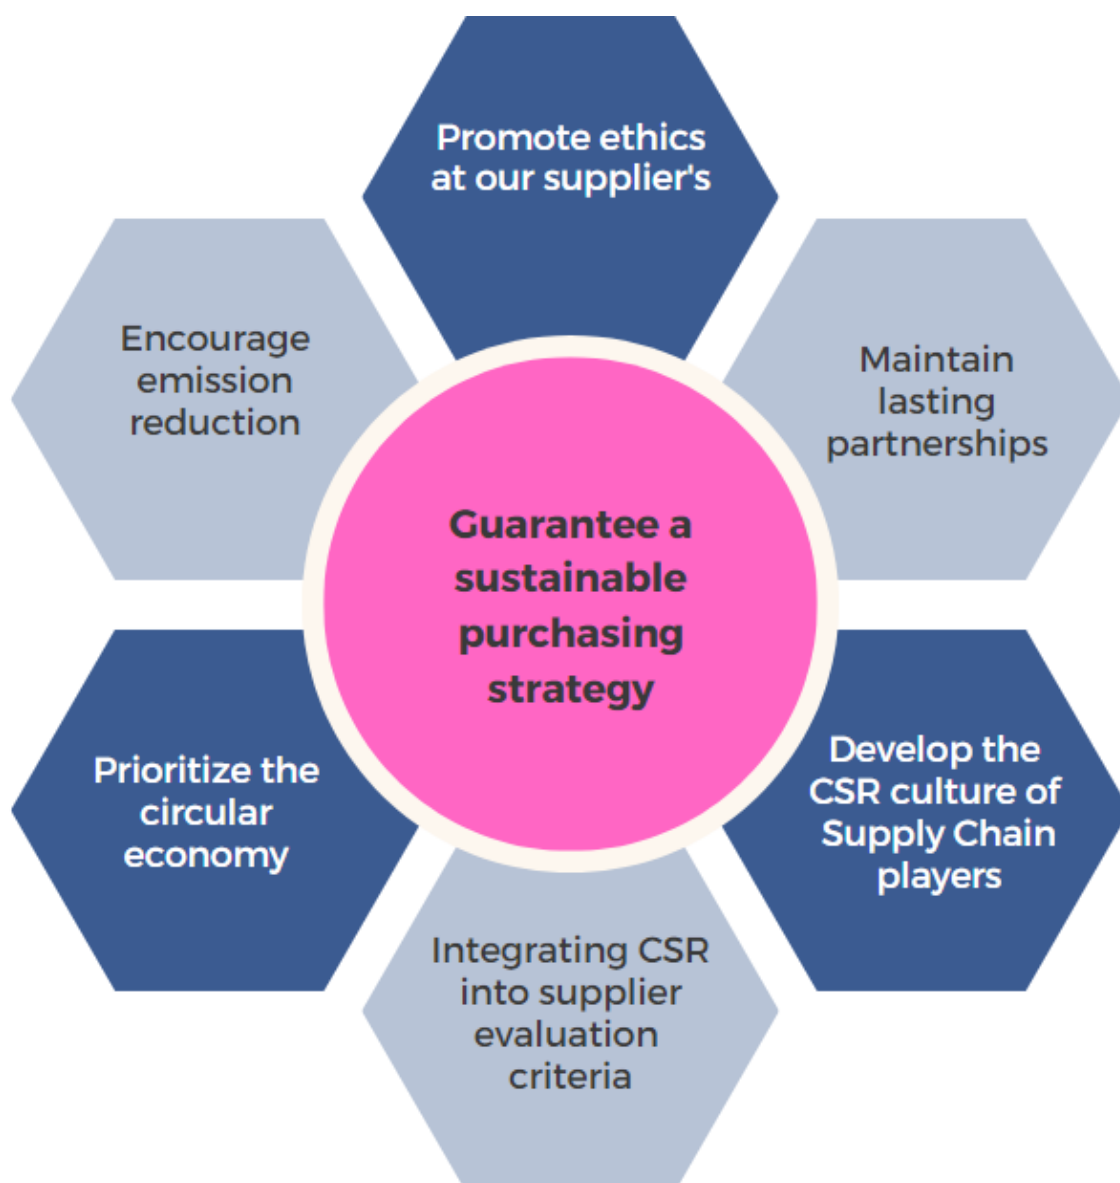 Promote ethics
at our supplier's
Encourage
emission
reduction
Maintain
lasting
partnerships
Guarantee a
sustainable
purchasing
strategy
Prioritize the
circular
economy
Develop the
CSR culture of
Supply Chain
players
Integrating CSR
into supplier
evaluation
criteria